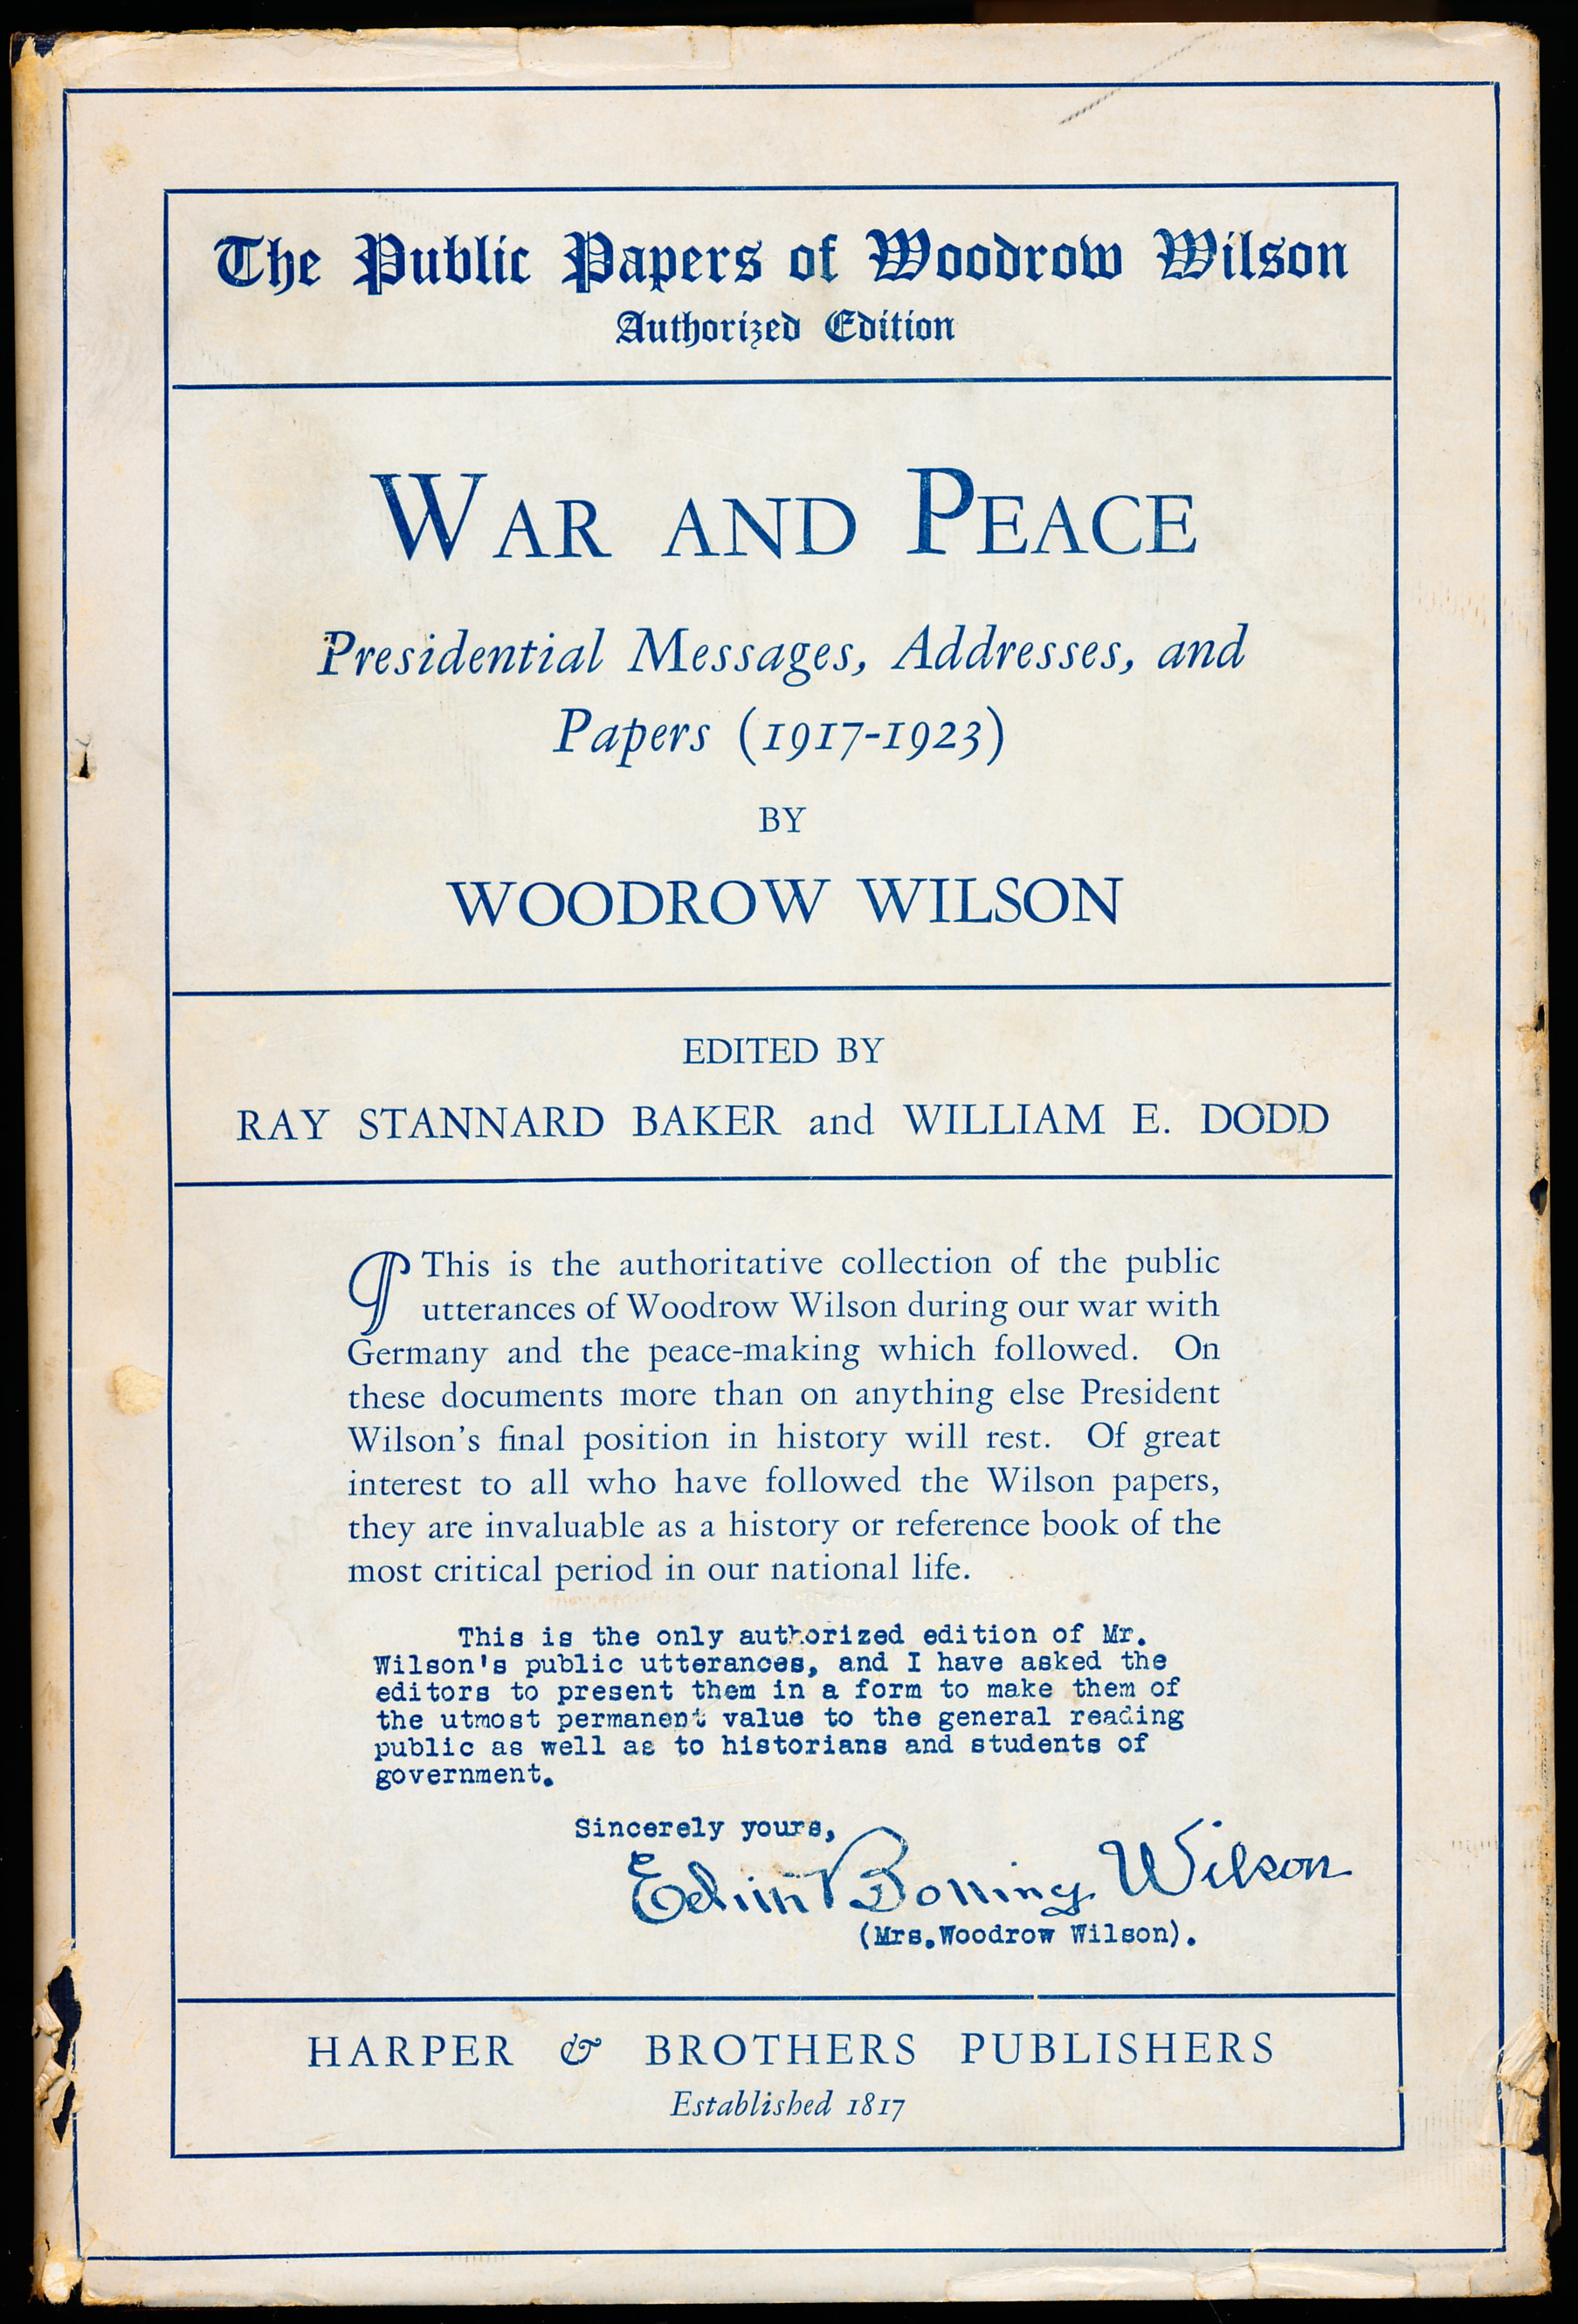 The Public Papers of Woodrow Wilson
Authorized Edition
WAR AND PEACE
Presidential Messages, Addresses, and
Papers (1917-1923)
BY
WOODROW WILSON
EDITED BY
RAY STANNARD BAKER and WILLIAM E. DODD
¶ This is the authoritative collection of the public
utterances of Woodrow Wilson during our war with
Germany and the peace-making which followed. On
these documents more than on anything else President
Wilson's final position in history will rest. Of great
interest to all who have followed the Wilson papers,
they are invaluable as a history or reference book of the
most critical period in our national life.
This is the only authorized edition of Mr.
Wilson's public utterances, and I have asked the
editors to present them in a form to make them of
the utmost permanent value to the general reading
public as well as to historians and students of
government.
Sincerely yours,
Edith Bolling Wilson
(Mrs.Woodrow Wilson).
HARPER & BROTHERS PUBLISHERS
Established 1817